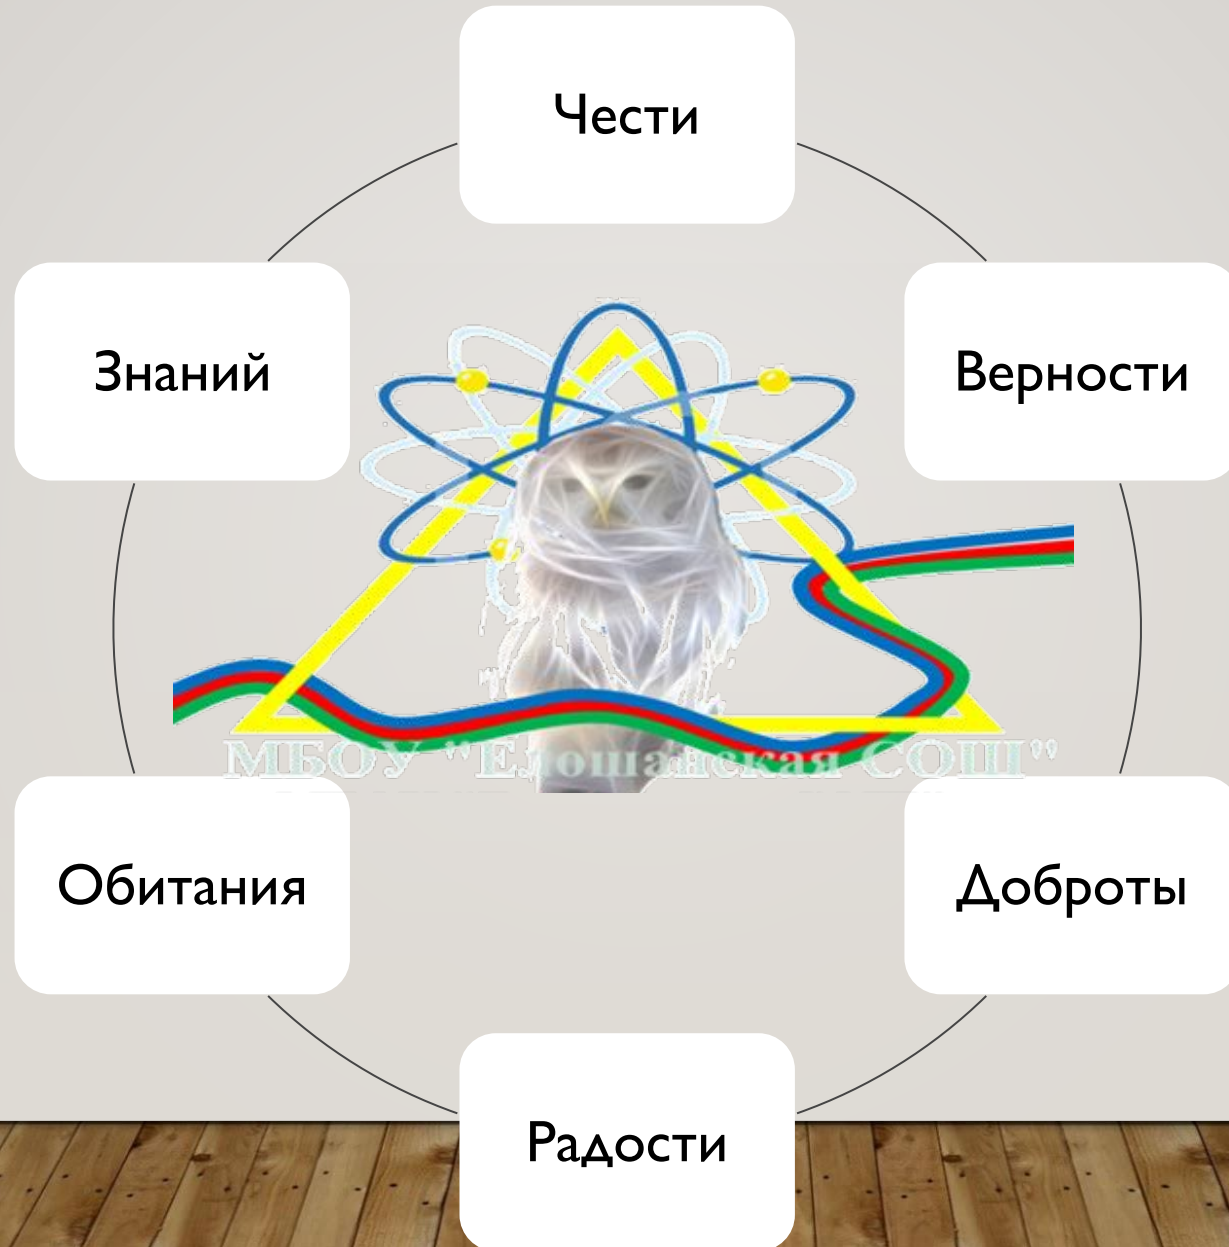 Чести
Знаний
Верности
МБОУ "Елошанская СОШ"
Обитания
Доброты
Радости